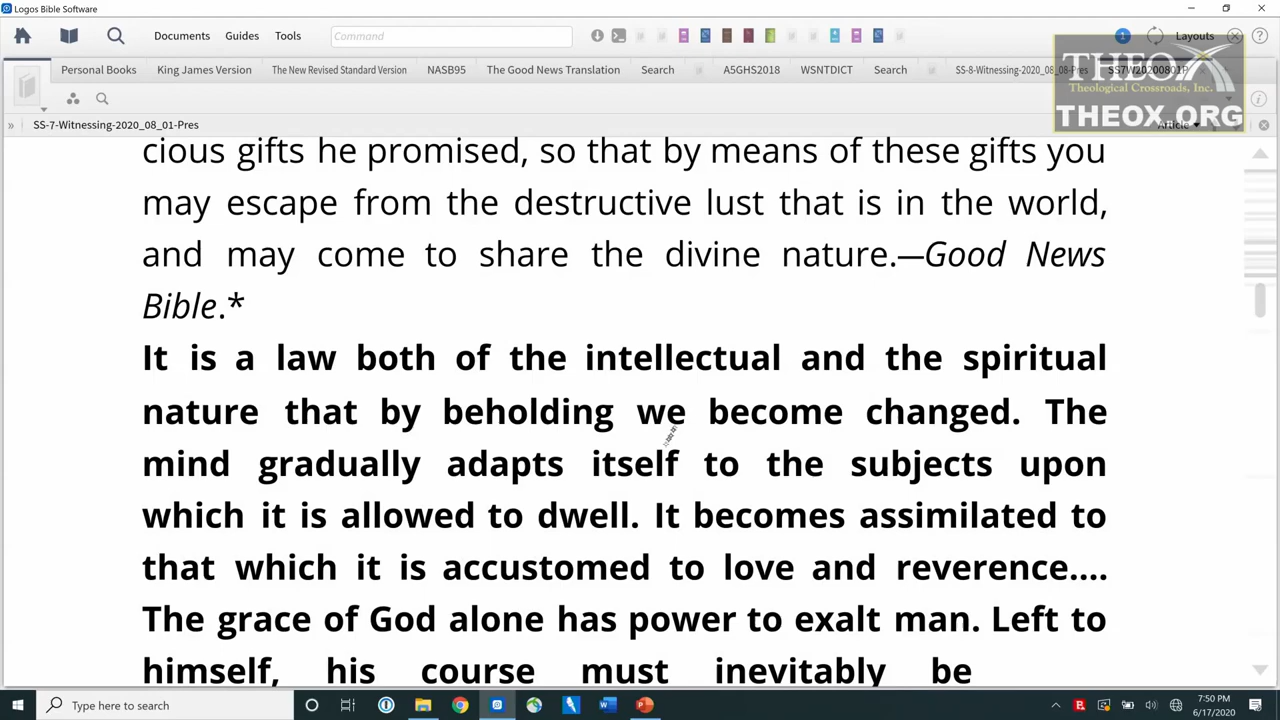 Logos Bible Software
Documents Guides Tools Command 1 Layouts
Personal Books King James Version The New Revised Stan The Good News Translation Search A5GHS2018 WSNTDICT Search SS-8-Witnessing-2020_08_08-Pres SS7W20200801P
THEOX
Theological Crossroads, Inc.
THEOX.ORG
SS-7-Witnessing-2020_08_01-Pres Article
cious gifts he promised, so that by means of these gifts you
may escape from the destructive lust that is in the world,
and may come to share the divine nature.—Good News
Bible.*
It is a law both of the intellectual and the spiritual
nature that by beholding we become changed. The
mind gradually adapts itself to the subjects upon
which it is allowed to dwell. It becomes assimilated to
that which it is accustomed to love and reverence....
The grace of God alone has power to exalt man. Left to
himself, his course must inevitably be
Type here to search
7:50 PM
6/17/2020